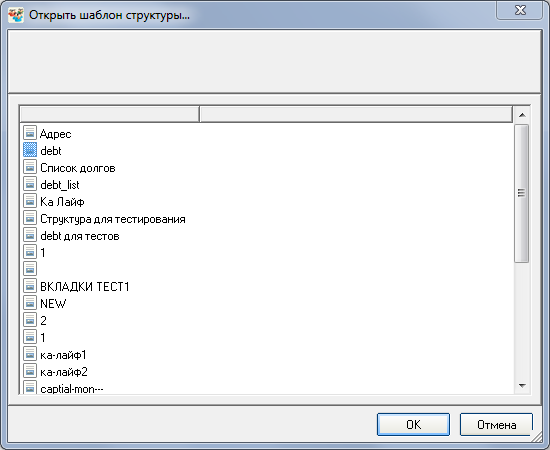 Открыть шаблон структуры...
Адрес
debt
Список долгов
debt_list
Ка Лайф
Структура для тестирования
debt для тестов
1
ВКЛАДКИ ТЕСТ1
NEW
2
1
ка-лайф1
ка-лайф2
captial-mon---
OK
Отмена